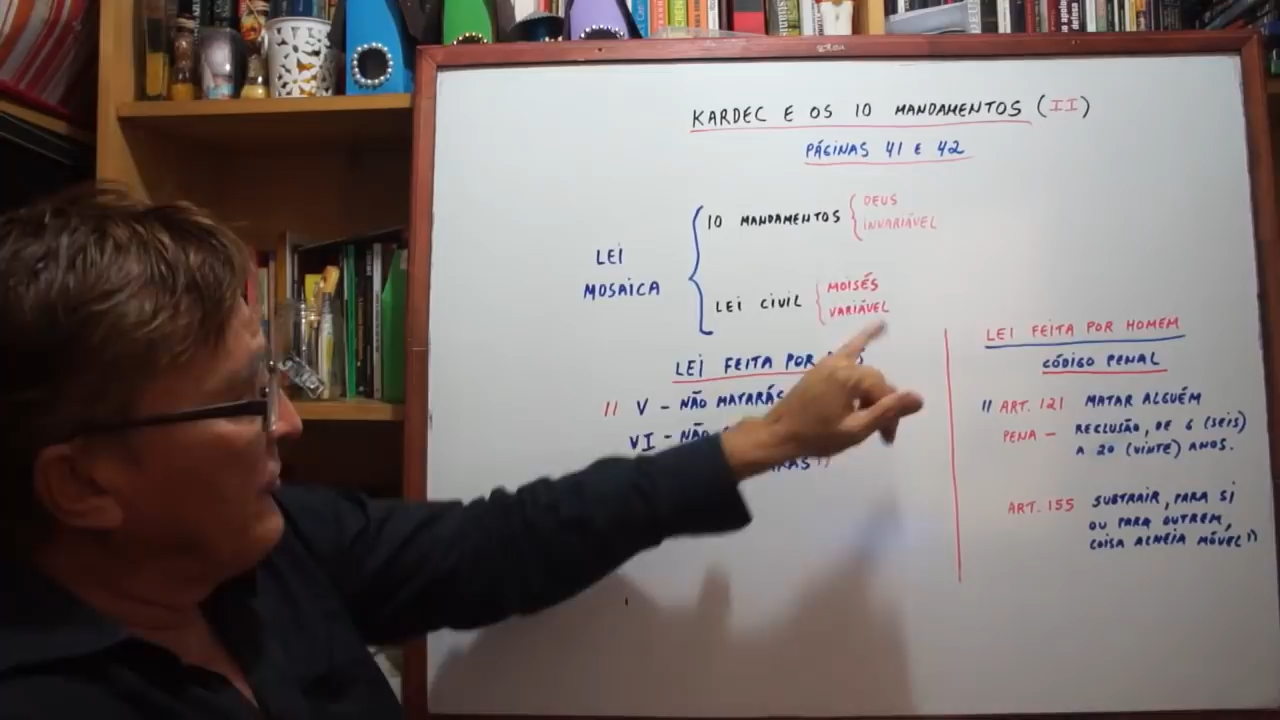 KARDEC E OS 10 MANDAMENTOS (II)
PÁGINAS 41 E 42
LEI
MOSAICA
10 MANDAMENTOS
DEUS
INVARIÁVEL
LEI CIVIL
MOISÉS
VARIÁVEL
LEI FEITA POR
" V - NÃO MATARÁS
VI - NÃO
LEI FEITA POR HOMEM
CÓDIGO PENAL
" ART. 121 MATAR ALGUÉM
PENA - RECLUSÃO, DE 6 (SEIS)
A 20 (VINTE) ANOS.
ART. 155 SUBTRAIR, PARA SI
OU PARA OUTREM,
COISA ALHEIA MÓVEL"